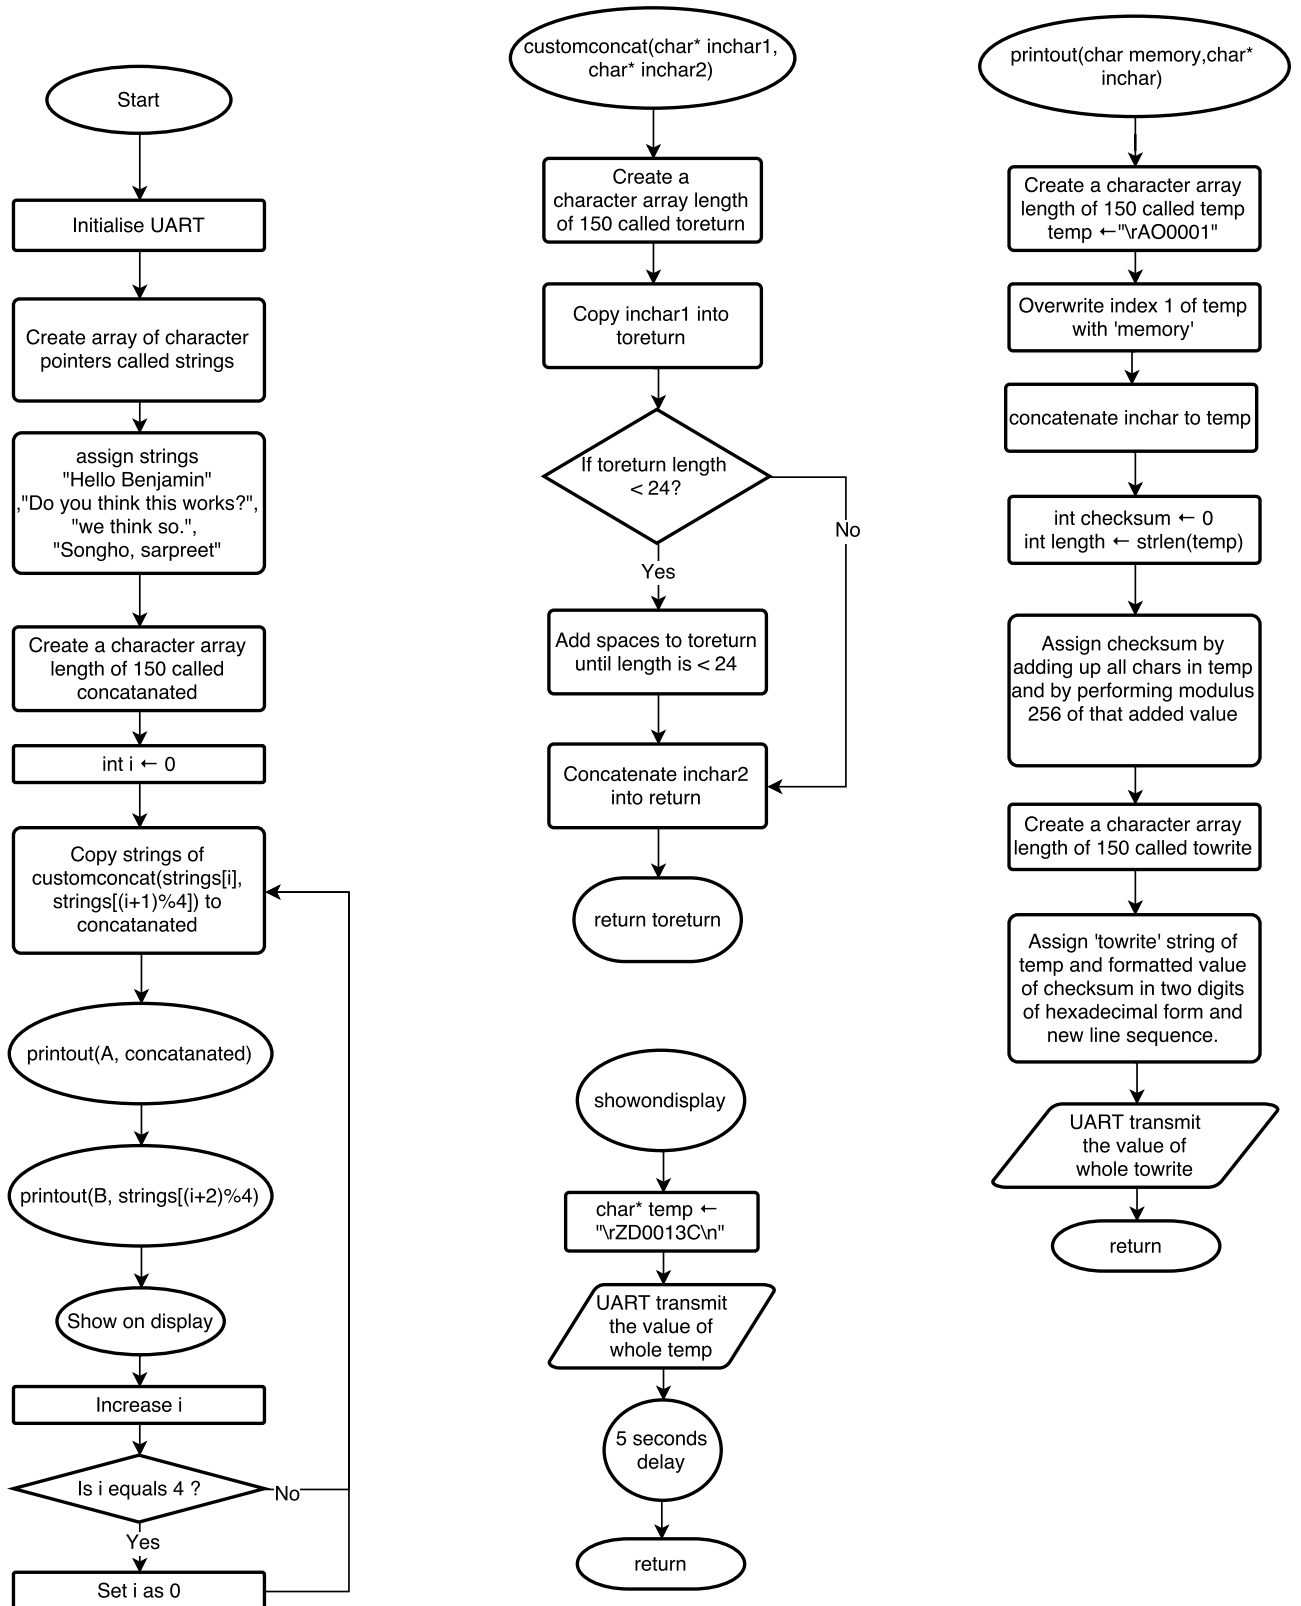 Start
Initialise UART
Create array of character
pointers called strings
assign strings
"Hello Benjamin"
,"Do you think this works?",
"we think so.",
"Songho, sarpreet"
Create a character array
length of 150 called
concatanated
int i ← 0
Copy strings of
customconcat(strings[i],
strings[(i+1)%4]) to
concatanated
printout(A, concatanated)
printout(B, strings[(i+2)%4)
Show on display
Increase i
Is i equals 4 ?
No
Yes
Set i as 0
customconcat(char* inchar1,
char* inchar2)
Create a
character array length
of 150 called toreturn
Copy inchar1 into
toreturn
If toreturn length
< 24?
No
Yes
Add spaces to toreturn
until length is < 24
Concatenate inchar2
into return
return toreturn
showondisplay
char* temp ←
"\rZD0013C\n"
UART transmit
the value of
whole temp
5 seconds
delay
return
printout(char memory,char*
inchar)
Create a character array
length of 150 called temp
temp ←"\rAO0001"
Overwrite index 1 of temp
with 'memory'
concatenate inchar to temp
int checksum ← 0
int length ← strlen(temp)
Assign checksum by
adding up all chars in temp
and by performing modulus
256 of that added value
Create a character array
length of 150 called towrite
Assign 'towrite' string of
temp and formatted value
of checksum in two digits
of hexadecimal form and
new line sequence.
UART transmit
the value of
whole towrite
return